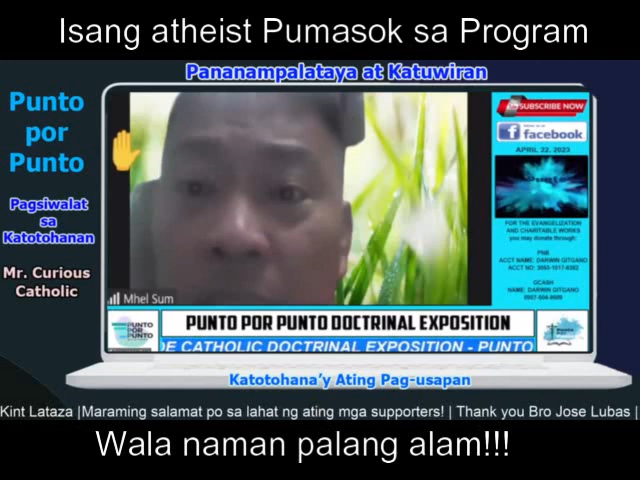 Isang atheist Pumasok sa Program
Pananampalataya at Katuwiran
Punto
por
Punto
Pagsiwalat
sa
Katotohanan
Mr. Curious
Catholic
SUBSCRIBE NOW
facebook
APRIL 22, 2023
FOR THE EVANGELIZATION
AND CHARITABLE WORKS
you may donate through:
PNB
ACCT NAME: DARWIN GITGANO
GCASH
NAME: DARWIN GITGANO
Mhel Sum
PUNTO
POR
PUNTO
PUNTO POR PUNTO DOCTRINAL EXPOSITION
DE CATHOLIC DOCTRINAL EXPOSITION - PUNTO
Katotohana'y Ating Pag-usapan
Kint Lataza |Maraming salamat po sa lahat ng ating mga supporters! | Thank you Bro Jose Lubas |
Wala naman palang alam!!!